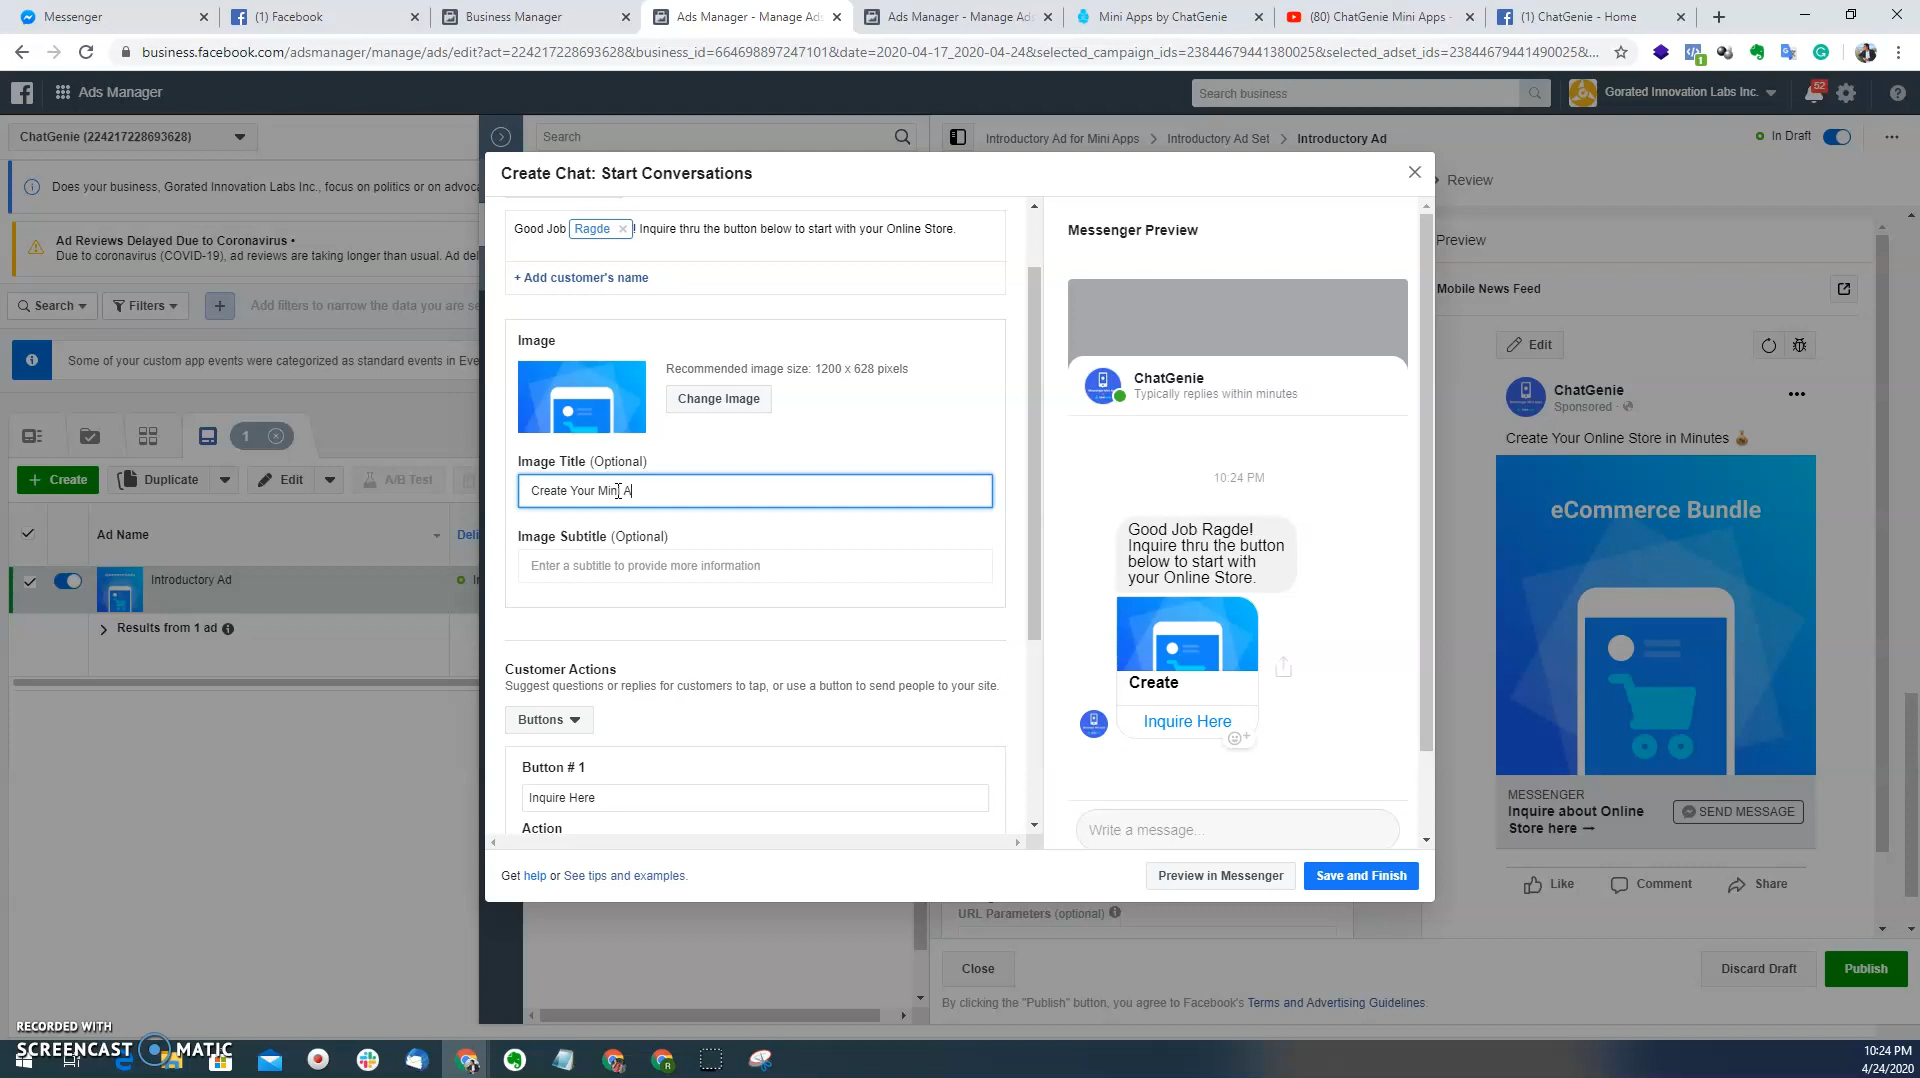 Messenger
(1) Facebook
Business Manager
Ads Manager - Manage Ads
Ads Manager - Manage Ads
Mini Apps by ChatGenie
(80) ChatGenie Mini Apps -
(1) ChatGenie - Home
business.facebook.com/adsmanager/manage/ads/edit?act=224217228693628&business_id=664698897247101&date=2020-04-17_2020-04-24&selected_campaign_ids=23844679441380025&selected_adset_ids=23844679441490025&...
Ads Manager
Search business
Gorated Innovation Labs Inc.
52
ChatGenie (224217228693628)
Search
Introductory Ad for Mini Apps
Introductory Ad Set
Introductory Ad
In Draft
Does your business, Gorated Innovation Labs Inc., focus on politics or on advoca
Review
Ad Reviews Delayed Due to Coronavirus •
Due to coronavirus (COVID-19), ad reviews are taking longer than usual. Ad del
Search
Filters
Add filters to narrow the data you are se
Some of your custom app events were categorized as standard events in Eve
1
Create
Duplicate
Edit
A/B Test
Ad Name
Deli
Introductory Ad
Results from 1 ad
Create Chat: Start Conversations
Good Job Ragde! Inquire thru the button below to start with your Online Store.
+ Add customer's name
Image
Recommended image size: 1200 x 628 pixels
Change Image
Image Title (Optional)
Create Your Mini A
Image Subtitle (Optional)
Enter a subtitle to provide more information
Customer Actions
Suggest questions or replies for customers to tap, or use a button to send people to your site.
Buttons
Button # 1
Inquire Here
Action
Get help or See tips and examples.
Preview in Messenger
Save and Finish
Messenger Preview
ChatGenie
Typically replies within minutes
10:24 PM
Good Job Ragde!
Inquire thru the button
below to start with
your Online Store.
Create
Inquire Here
Write a message...
Preview
Mobile News Feed
Edit
ChatGenie
Sponsored ·
Create Your Online Store in Minutes 💰
eCommerce Bundle
MESSENGER
Inquire about Online
Store here ➞
SEND MESSAGE
Like
Comment
Share
URL Parameters (optional)
Close
Discard Draft
Publish
By clicking the "Publish" button, you agree to Facebook's Terms and Advertising Guidelines.
RECORDED WITH
SCREENCAST MATIC
10:24 PM
4/24/2020